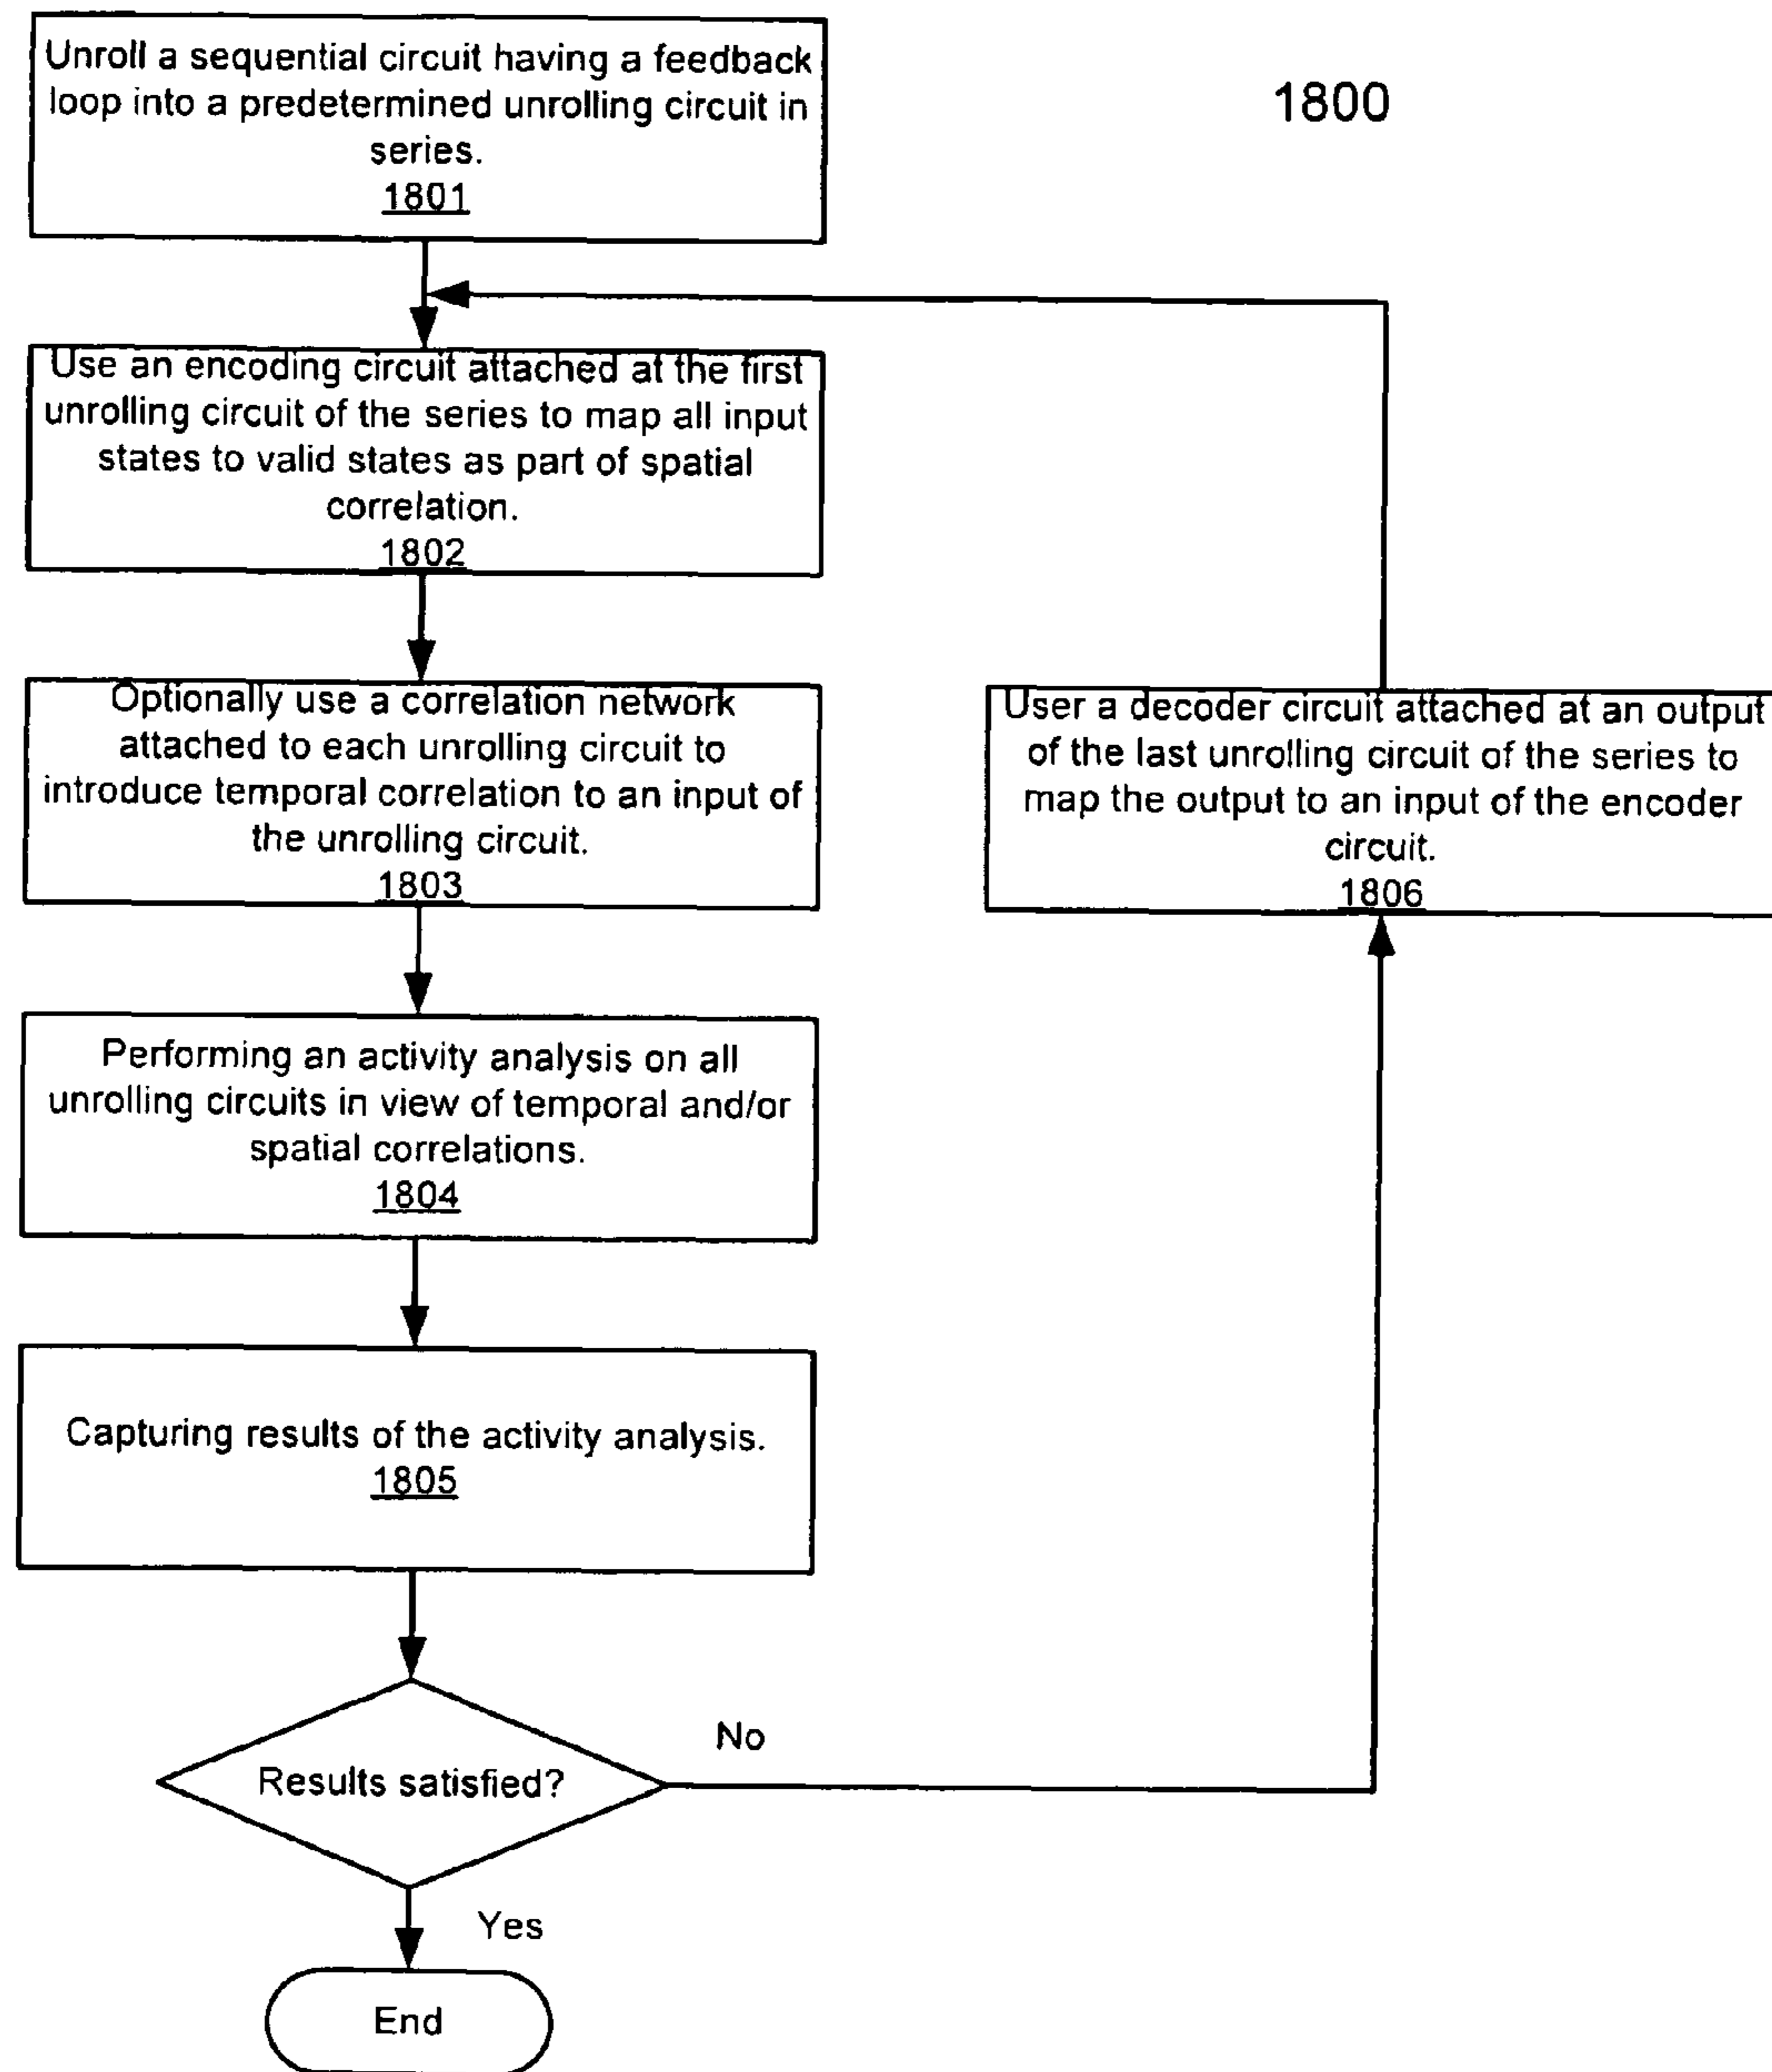 Unroll a sequential circuit having a feedback
loop into a predetermined unrolling circuit in
series.
1801
1800
Use an encoding circuit attached at the first
unrolling circuit of the series to map all input
states to valid states as part of spatial
correlation.
1802
Optionally use a correlation network
attached to each unrolling circuit to
introduce temporal correlation to an input of
the unrolling circuit.
1803
User a decoder circuit attached at an output
of the last unrolling circuit of the series to
map the output to an input of the encoder
circuit.
1806
Performing an activity analysis on all
unrolling circuits in view of temporal and/or
spatial correlations.
1804
Capturing results of the activity analysis.
1805
Results satisfied?
No
Yes
End